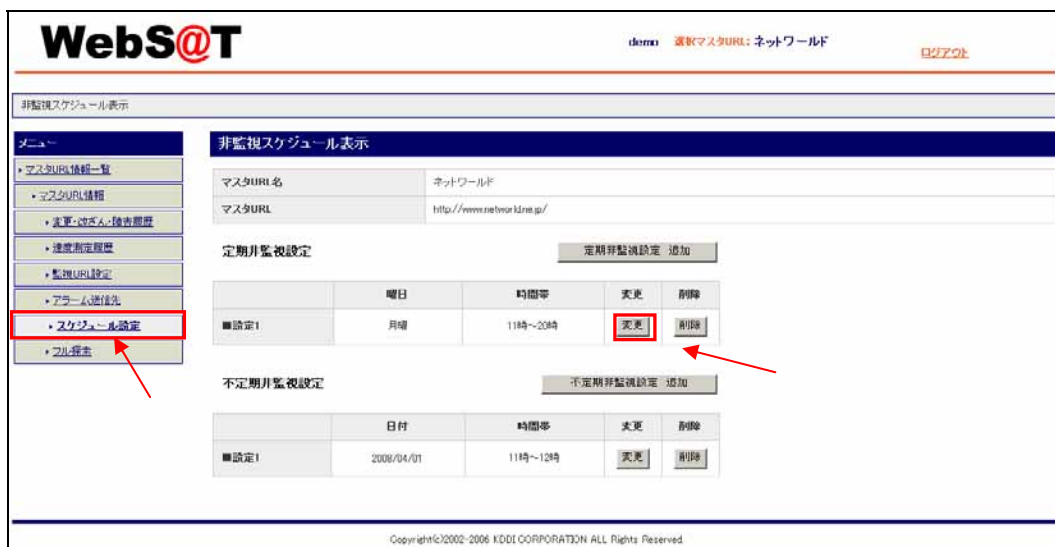 WebS@T
demo 選択マスタURL: ネットワールド
ログアウト
非監視スケジュール表示
メニュー
マスタURL情報一覧
マスタURL情報
変更・改ざん・障害履歴
速度測定履歴
監視URL設定
アラーム送信先
スケジュール設定
フル探査
非監視スケジュール表示
マスタURL名 ネットワールド
マスタURL http://www.networld.ne.jp/
定期非監視設定 定期非監視設定 追加
曜日 時間帯 変更 削除
■設定1 月曜 11時~20時 変更 削除
不定期非監視設定 不定期非監視設定 追加
日付 時間帯 変更 削除
■設定1 2008/04/01 11時~12時 変更 削除
Copyright(c)2002-2006 KDDI CORPORATION ALL Rights Reserved